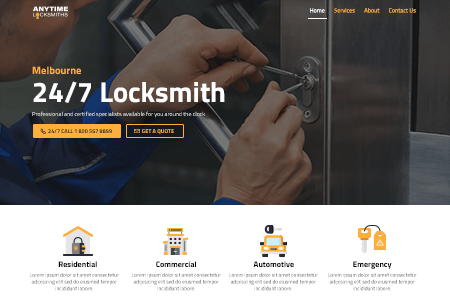 ANYTIME
LOCKSMITHS
Home Services About Contact Us
Melbourne
24/7 Locksmith
Professional and certified specialists available for you around the clock
24/7 CALL 1 800 567 8899
GET A QUOTE
Residential Commercial Automotive Emergency
Lorem ipsum dolor sit amet consectetur Lorem ipsum dolor sit amet consectetur Lorem ipsum dolor sit amet consectetur Lorem ipsum dolor sit amet consectetur
adipiscing elit sed do eiusmod tempor adipiscing elit sed do eiusmod tempor adipiscing elit sed do eiusmod tempor adipiscing elit sed do eiusmod tempor
incididunt labore. incididunt labore. incididunt labore. incididunt labore.